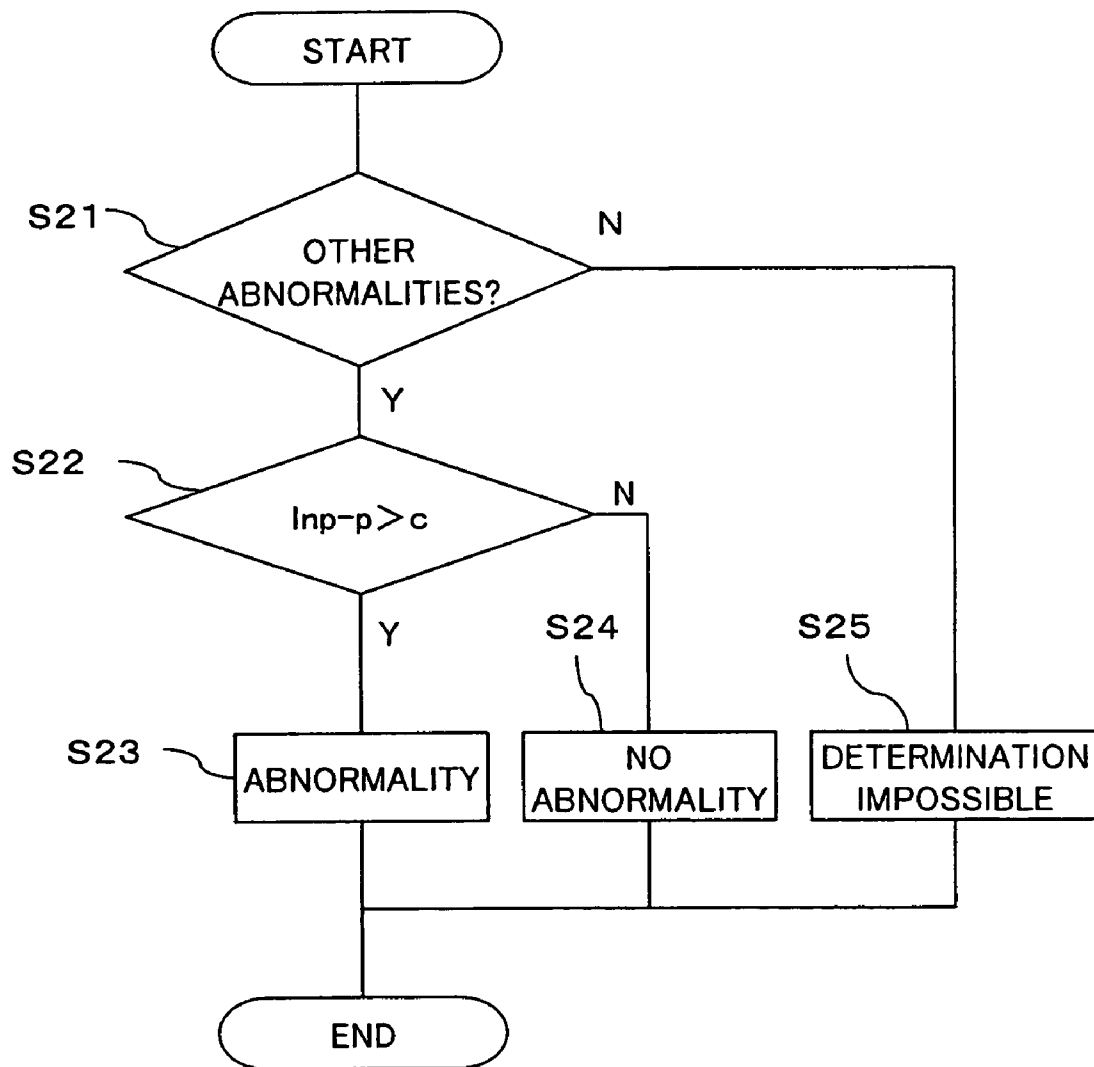 START
S21
N
OTHER
ABNORMALITIES?
Y
S22
N
Inp-p＞c
Y
S24
S25
S23
ABNORMALITY
NO
ABNORMALITY
DETERMINATION
IMPOSSIBLE
END